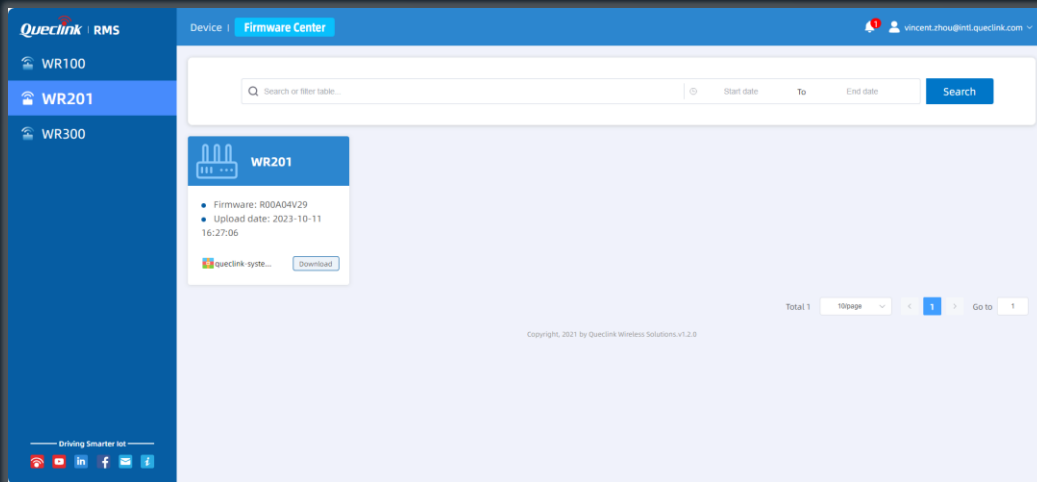 Queclink RMS
Device | Firmware Center
1
vincent.zhou@intl.queclink.com
WR100
WR201
WR300
Search or filter table...
Start date
To
End date
Search
WR201
Firmware: R00A04V29
Upload date: 2023-10-11
16:27:06
queclink-syste...
Download
Total 1
10/page
1
Go to
1
Copyright, 2021 by Queclink Wireless Solutions.v1.2.0
Driving Smarter Iot
in
f
i